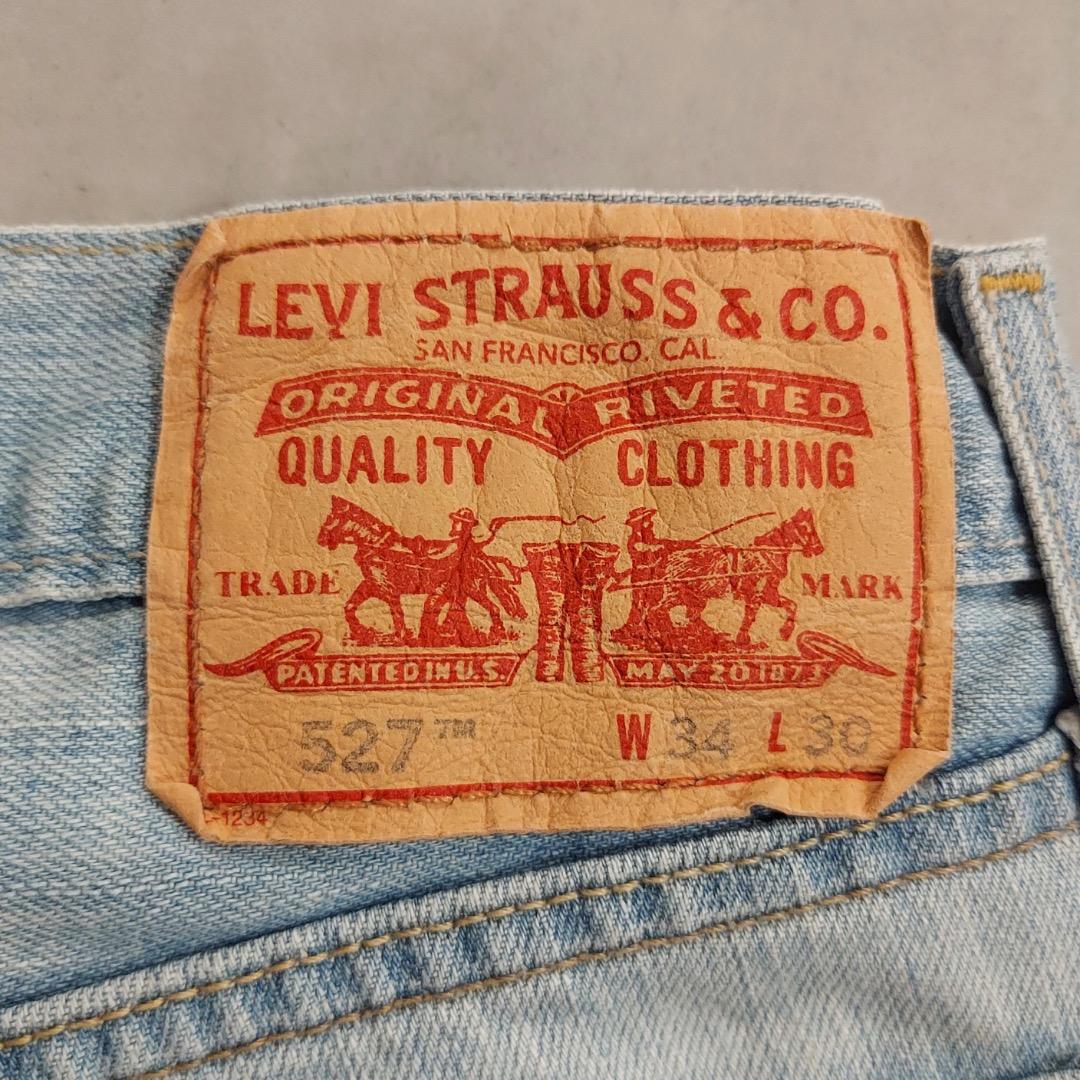 LEVI STRAUSS & CO.
SAN FRANCISCO. CAL.
ORIGINAL RIVETED
QUALITY CLOTHING
TRADE MARK
PATENTED IN U.S. MAY 20 1873
527™ W 34 L 30
-1234